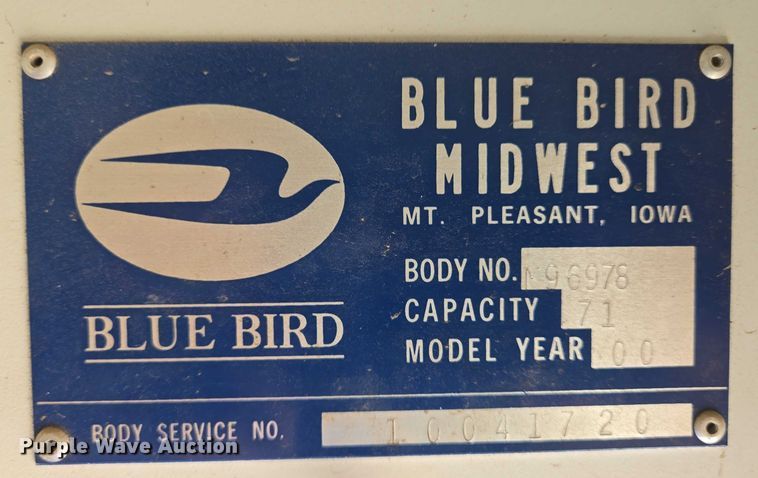 BLUE BIRD
MIDWEST
MT. PLEASANT, IOWA
BLUE BIRD
BODY NO. 96978
CAPACITY 71
MODEL YEAR 00
BODY SERVICE NO. 10041720
Purple Wave Auction